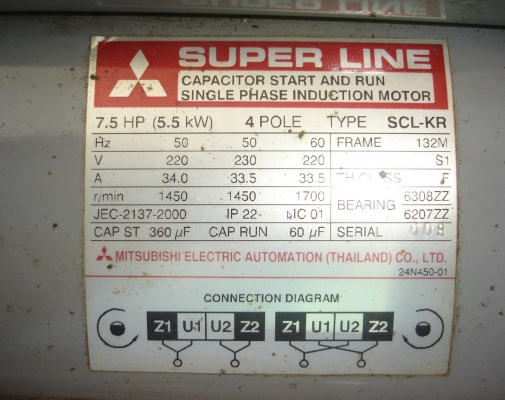 SUPER LINE
CAPACITOR START AND RUN
SINGLE PHASE INDUCTION MOTOR
7.5 HP (5.5 kW) 4 POLE TYPE SCL-KR
Hz 50 50 60 FRAME 132M
V 220 230 220 S1
A 34.0 33.5 33.5 TH CLASS F
r/min 1450 1450 1700 BEARING 6308ZZ
JEC-2137-2000 IP 22 IC 01 6207ZZ
CAP ST 360 µF CAP RUN 60 µF SERIAL 008
MITSUBISHI ELECTRIC AUTOMATION (THAILAND) CO., LTD.
24N450-01
CONNECTION DIAGRAM
Z1 U1 U2 Z2 Z1 U1 U2 Z2